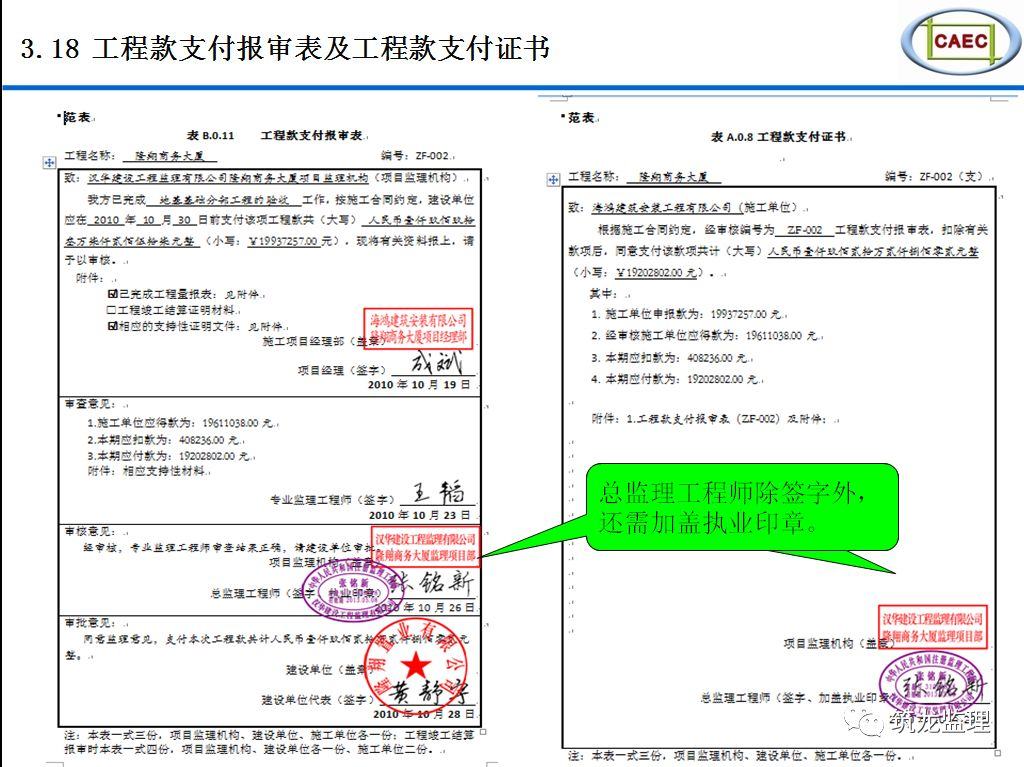 3.18 工程款支付报审表及工程款支付证书
CAEC
范表
表 B.0.11 工程款支付报审表
工程名称: 隆翔商务大厦 编号: ZF-002
致: 汉华建设工程监理有限公司隆翔商务大厦项目监理机构(项目监理机构)
我方已完成 地基基础分部工程的验收 工作,按施工合同约定,建设单位
应在 2010 年 10 月 30 日前支付该项工程款共(大写) 人民币壹仟玖佰玖拾
叁万柒仟贰佰伍拾柒元整 (小写: ¥19937257.00 元),现将有关资料报上,请
予以审核。
附件:
☑已完成工程量报表: 见附件
□工程竣工结算证明材料
☑相应的支持性证明文件: 见附件
海鸿建筑安装有限公司
隆翔商务大厦项目经理部
施工项目经理部(盖章)
项目经理(签字) 成斌
2010 年 10 月 19 日
审查意见:
1.施工单位应得款为: 19611038.00 元
2.本期应扣款为: 408236.00 元
3.本期应付款为: 19202802.00 元
附件: 相应支持性材料
专业监理工程师(签字) 王韬
2010 年 10 月 23 日
审核意见:
汉华建设工程监理有限公司
隆翔商务大厦监理项目部
经审核,专业监理工程师审查结果正确,请建设单位审批
项目监理机构(盖章)
总监理工程师(签字、执业印章) 张铭新
2010 年 10 月 26 日
审批意见:
同意监理意见,支付本次工程款共计人民币壹仟玖佰贰拾万贰仟捌佰零贰元
整。
建设单位(盖章)
隆翔置业有限公司
建设单位代表(签字) 黄静宇
2010 年 10 月 28 日
注: 本表一式三份,项目监理机构、建设单位、施工单位各一份; 工程竣工结算
报审时本表一式四份,项目监理机构、建设单位各一份、施工单位二份。
范表
表 A.0.8 工程款支付证书
工程名称: 隆翔商务大厦 编号: ZF-002(支)
致: 海鸿建筑安装工程有限公司(施工单位)
根据施工合同约定,经审核编号为 ZF-002 工程款支付报审表,扣除有关
款项后,同意支付该款项共计(大写)人民币壹仟玖佰贰拾万贰仟捌佰零贰元整
(小写: ¥19202802.00 元)。
其中:
1. 施工单位申报款为: 19937257.00 元
2. 经审核施工单位应得款为: 19611038.00 元
3. 本期应扣款为: 408236.00 元
4. 本期应付款为: 19202802.00 元
附件: 1.工程款支付报审表(ZF-002)及附件:
总监理工程师除签字外,
还需加盖执业印章。
汉华建设工程监理有限公司
隆翔商务大厦监理项目部
项目监理机构(盖章)
总监理工程师(签字、加盖执业印章) 张铭新
筑龙监理
注: 本表一式三份,项目监理机构、建设单位、施工单位各一份。